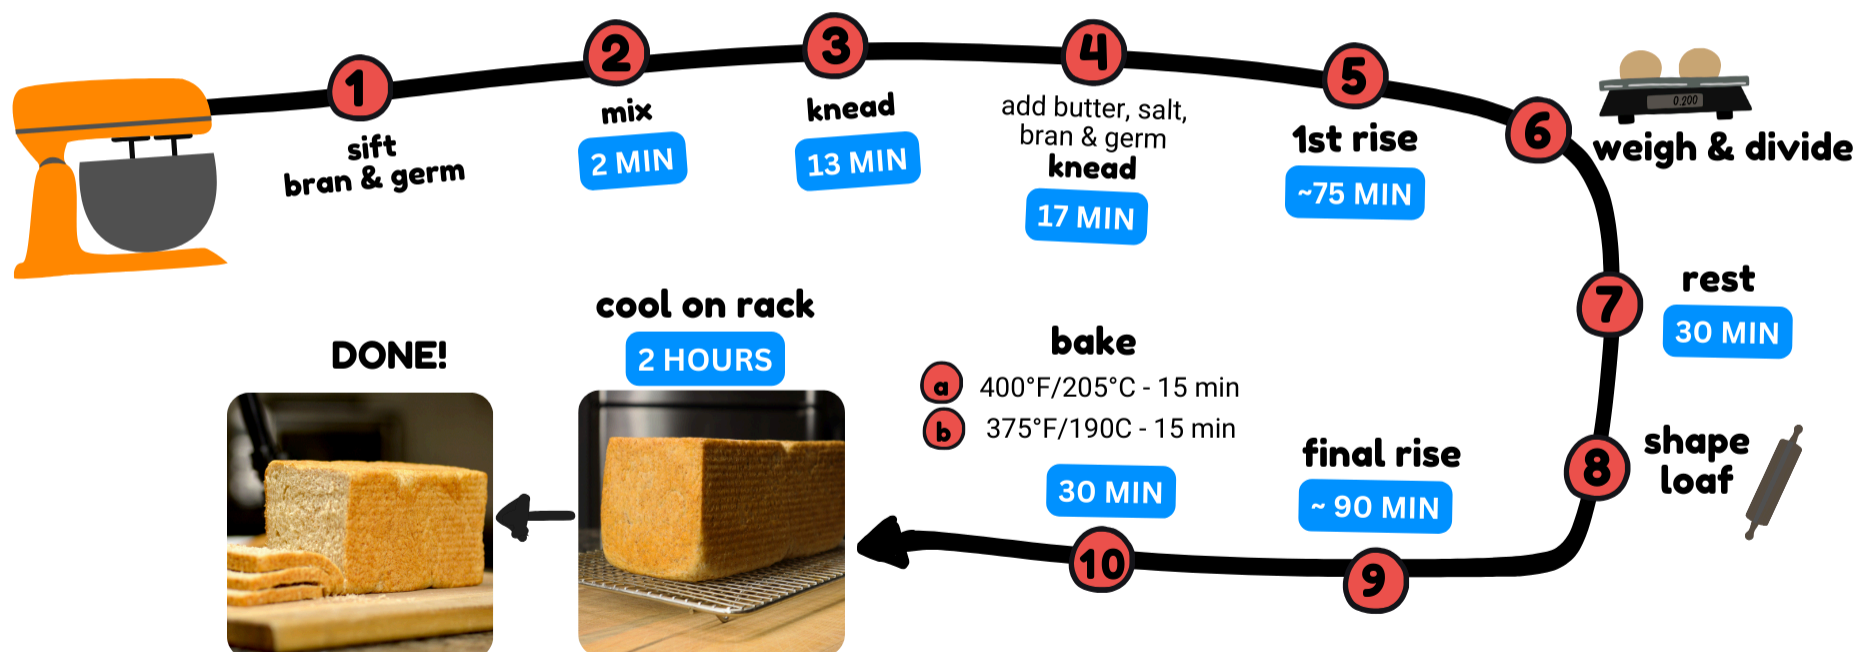 1
sift
bran & germ
2
mix
2 MIN
3
knead
13 MIN
4
add butter, salt,
bran & germ
knead
17 MIN
5
1st rise
~75 MIN
6
0.200
weigh & divide
7
rest
30 MIN
8
shape
loaf
9
final rise
~ 90 MIN
10
bake
a 400°F/205°C - 15 min
b 375°F/190C - 15 min
30 MIN
cool on rack
2 HOURS
DONE!